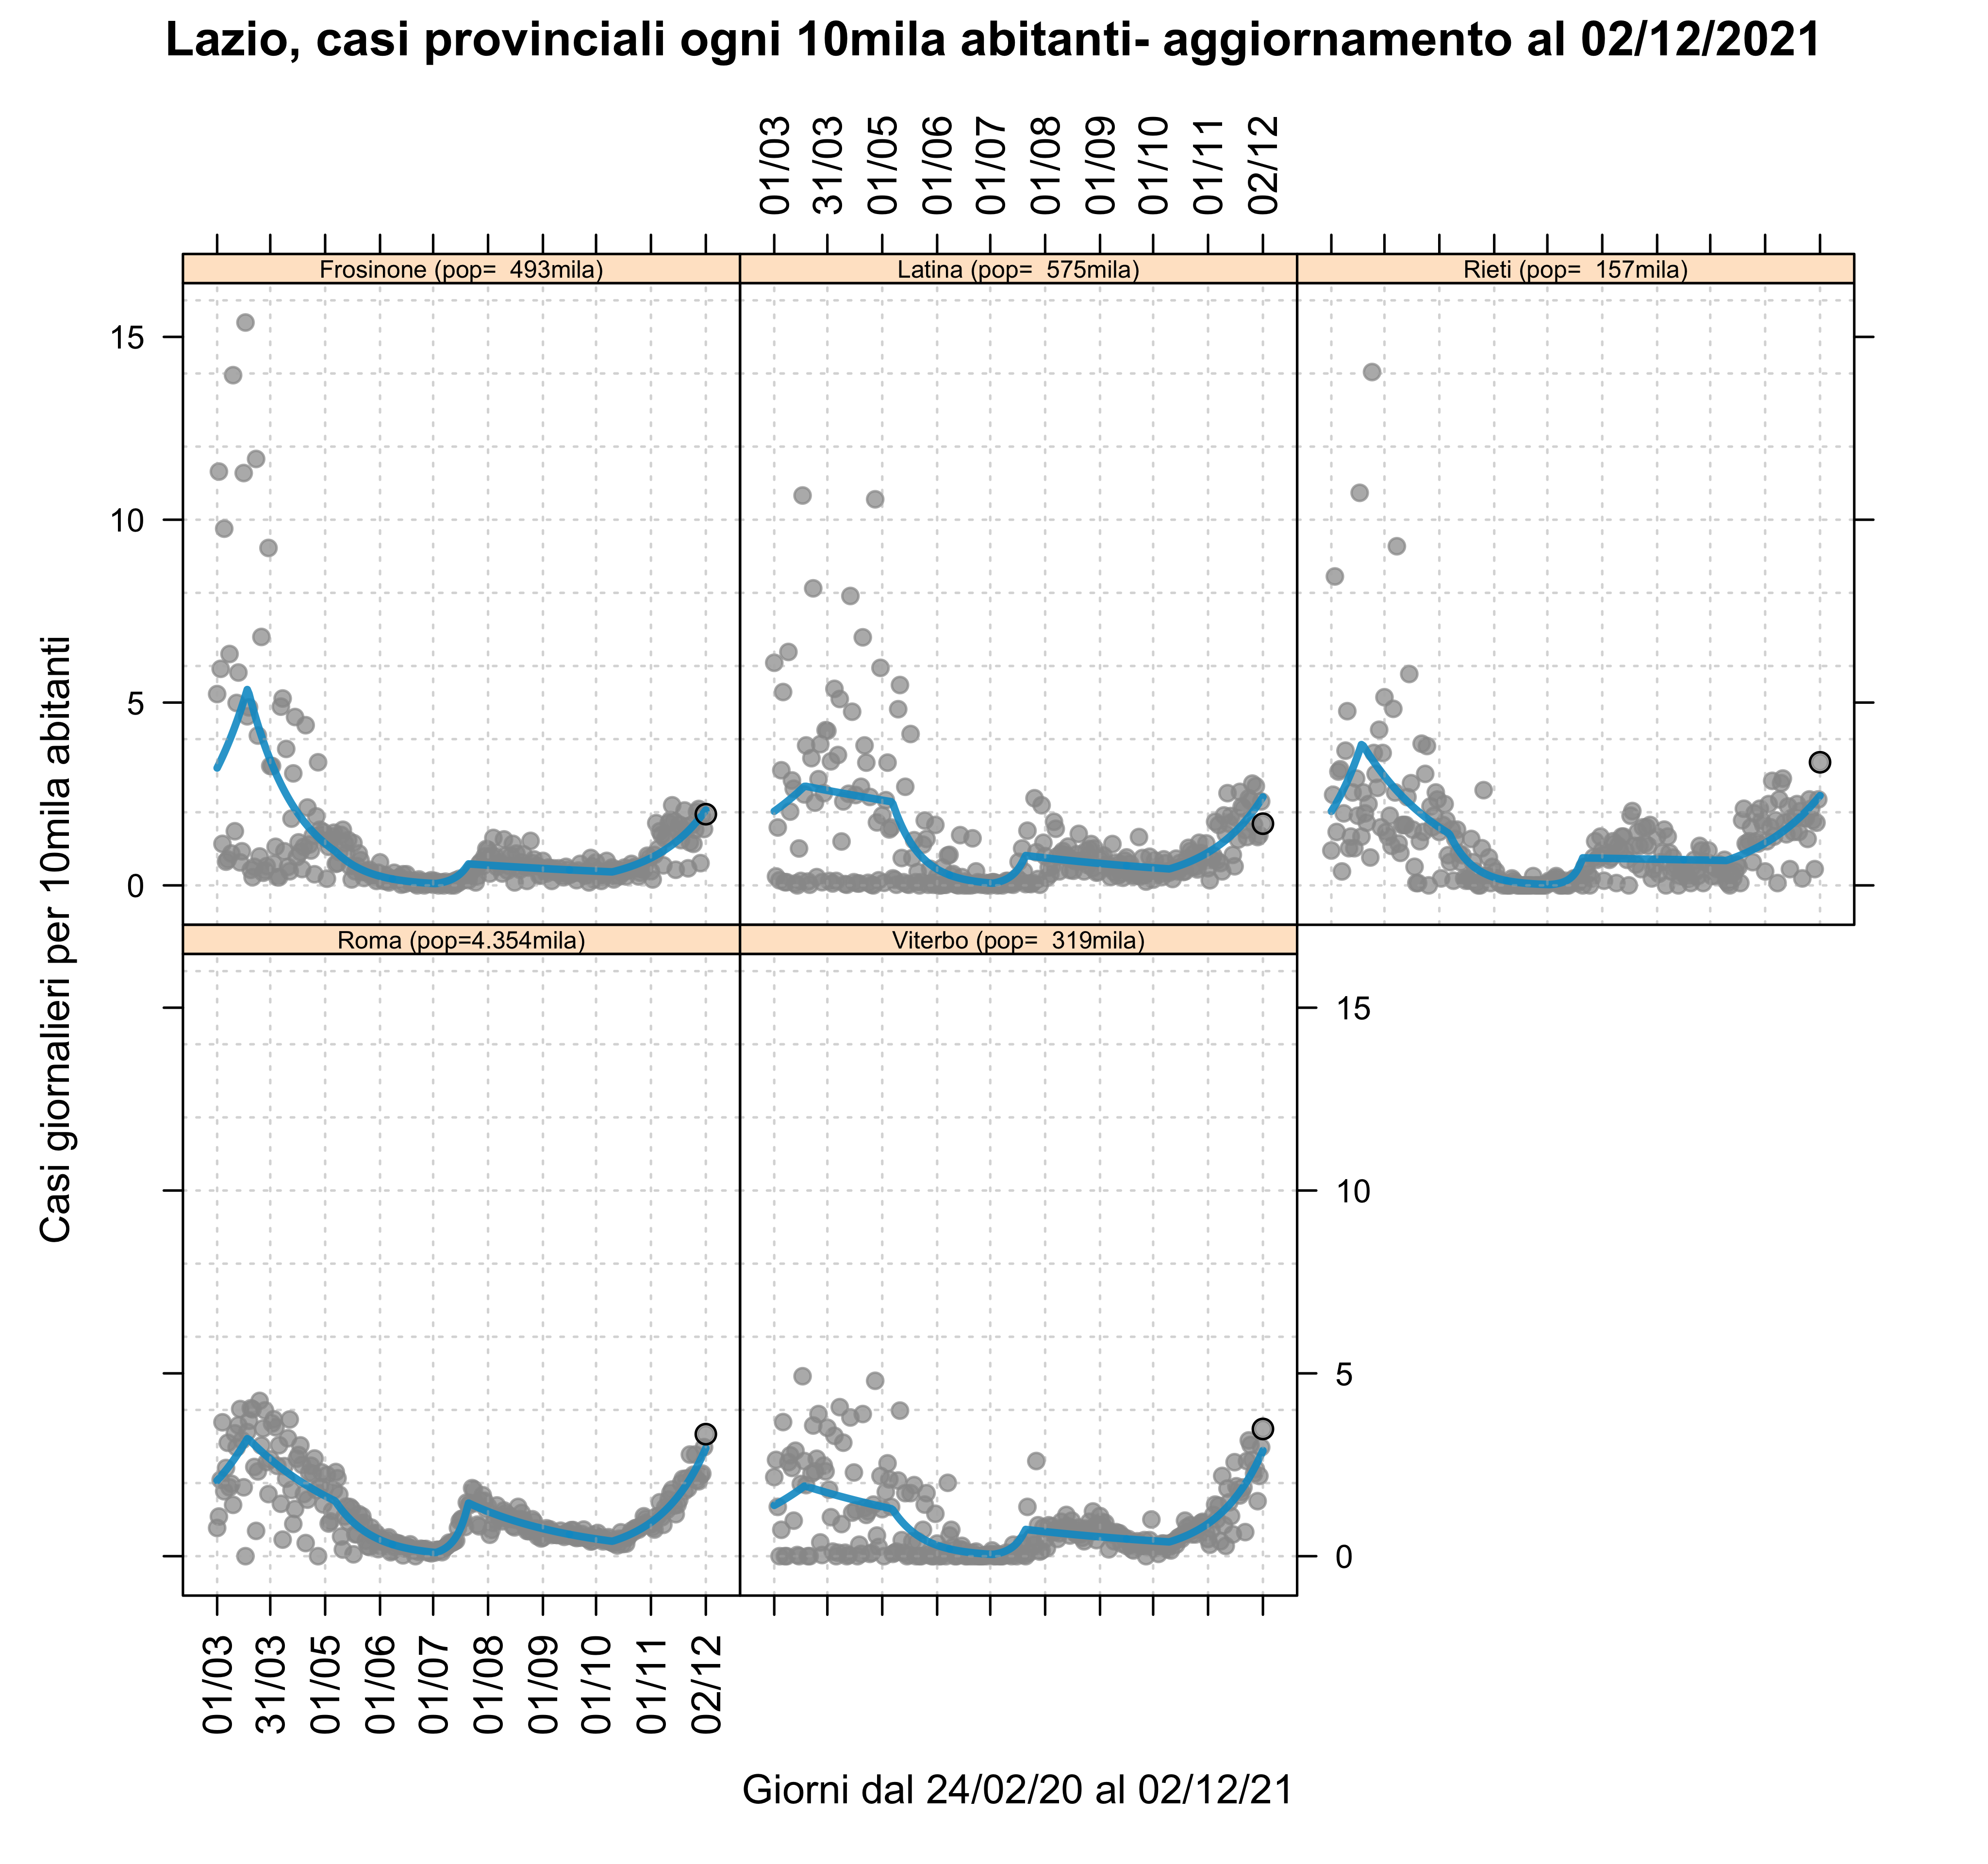 Lazio, casi provinciali ogni 10mila abitanti- aggiornamento al 02/12/2021
01/03 31/03 01/05 01/06 01/07 01/08 01/09 01/10 01/11 02/12
Frosinone (pop=  493mila)
Latina (pop=  575mila)
Rieti (pop=  157mila)
15
10
5
0
Casi giornalieri per 10mila abitanti
Roma (pop=4.354mila)
Viterbo (pop=  319mila)
15
10
5
0
01/03 31/03 01/05 01/06 01/07 01/08 01/09 01/10 01/11 02/12
Giorni dal 24/02/20 al 02/12/21